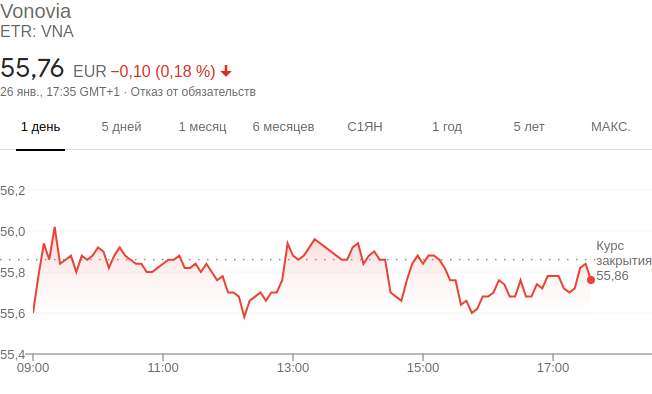 Vonovia
ETR: VNA
55,76 EUR −0,10 (0,18 %)
26 янв., 17:35 GMT+1 · Отказ от обязательств
1 день 5 дней 1 месяц 6 месяцев С1ЯН 1 год 5 лет МАКС.
56,2
56,0
55,8
55,6
55,4
Курс
закрытия
55,86
09:00 11:00 13:00 15:00 17:00